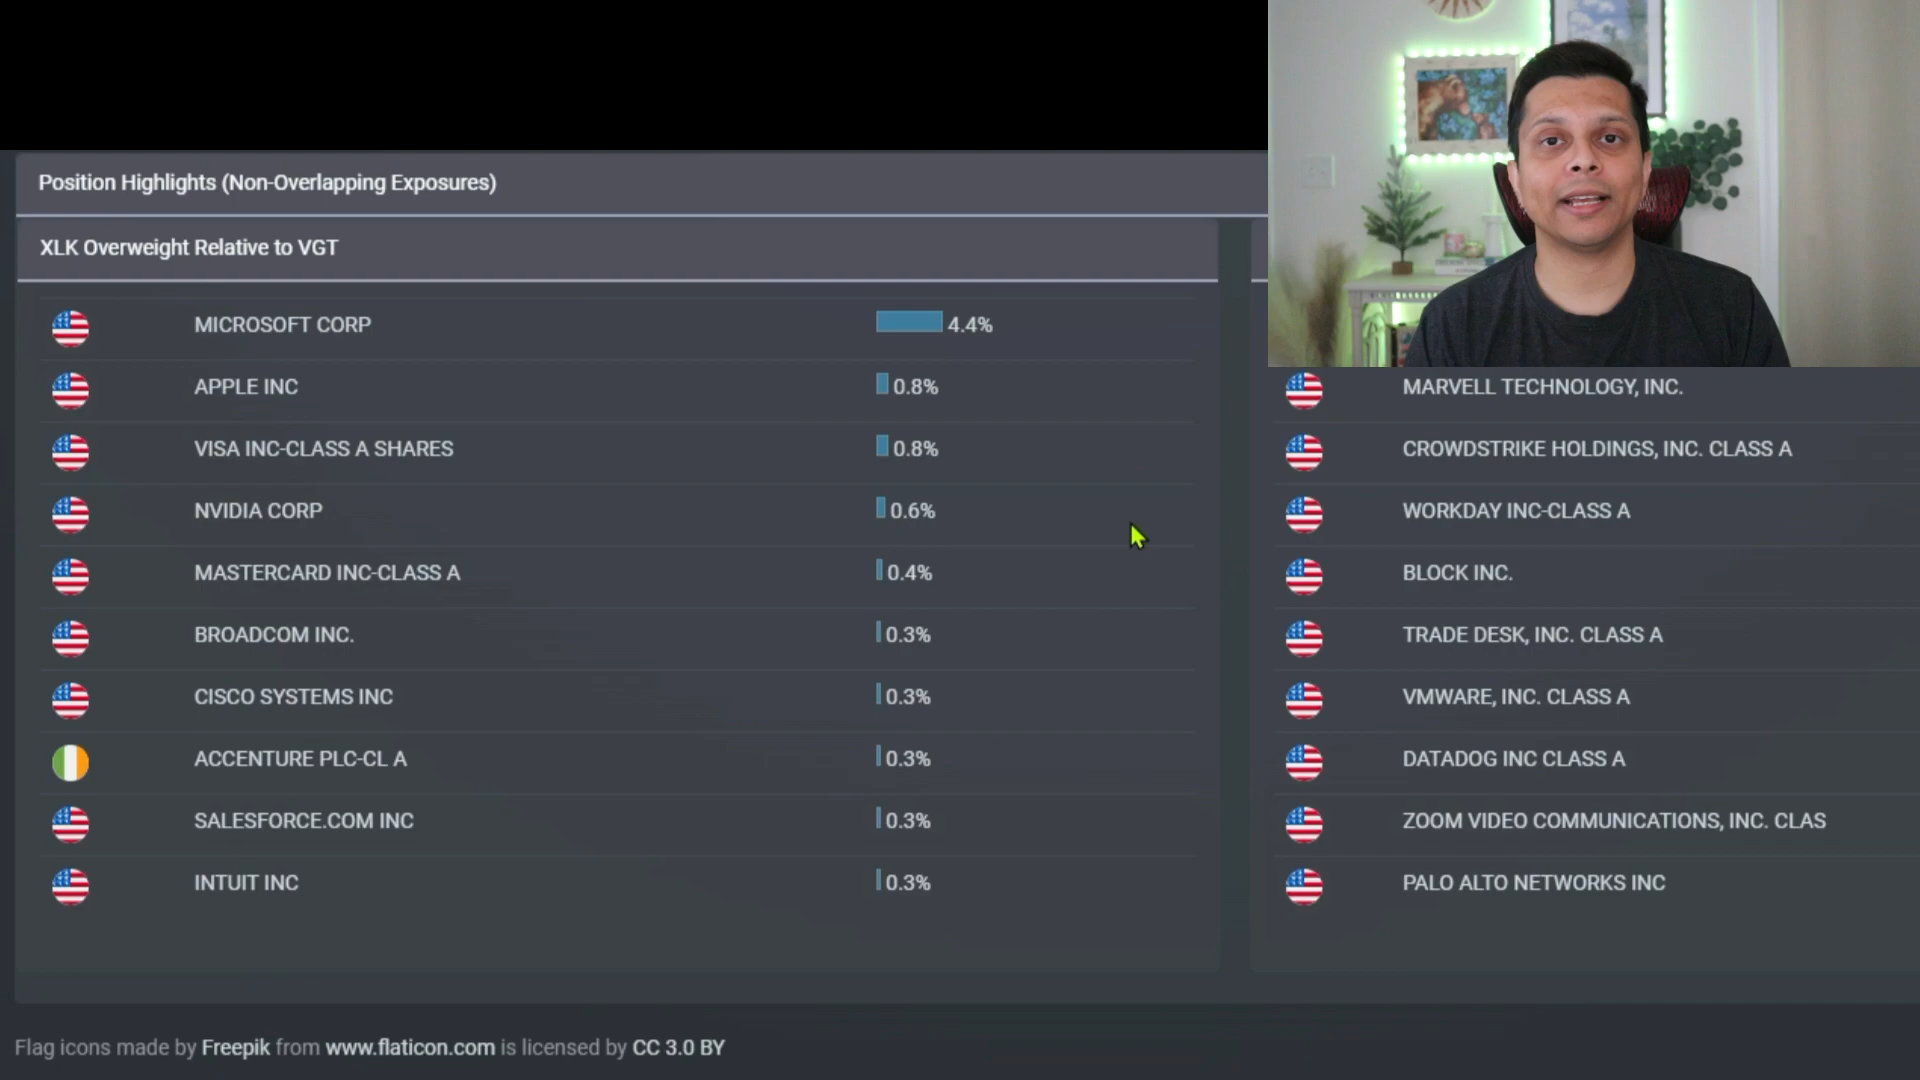 Position Highlights (Non-Overlapping Exposures)
XLK Overweight Relative to VGT
MICROSOFT CORP 4.4%
APPLE INC 0.8%
VISA INC-CLASS A SHARES 0.8%
NVIDIA CORP 0.6%
MASTERCARD INC-CLASS A 0.4%
BROADCOM INC. 0.3%
CISCO SYSTEMS INC 0.3%
ACCENTURE PLC-CL A 0.3%
SALESFORCE.COM INC 0.3%
INTUIT INC 0.3%
MARVELL TECHNOLOGY, INC.
CROWDSTRIKE HOLDINGS, INC. CLASS A
WORKDAY INC-CLASS A
BLOCK INC.
TRADE DESK, INC. CLASS A
VMWARE, INC. CLASS A
DATADOG INC CLASS A
ZOOM VIDEO COMMUNICATIONS, INC. CLAS
PALO ALTO NETWORKS INC
Flag icons made by Freepik from www.flaticon.com is licensed by CC 3.0 BY